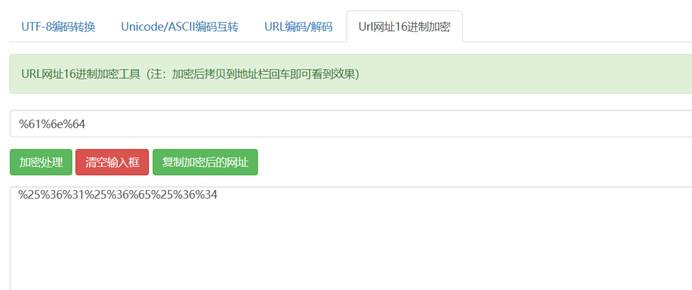 UTF-8编码转换 Unicode/ASCII编码互转 URL编码/解码 Url网址16进制加密
URL网址16进制加密工具（注：加密后拷贝到地址栏回车即可看到效果）
%61%6e%64
加密处理 清空输入框 复制加密后的网址
%25%36%31%25%36%65%25%36%34